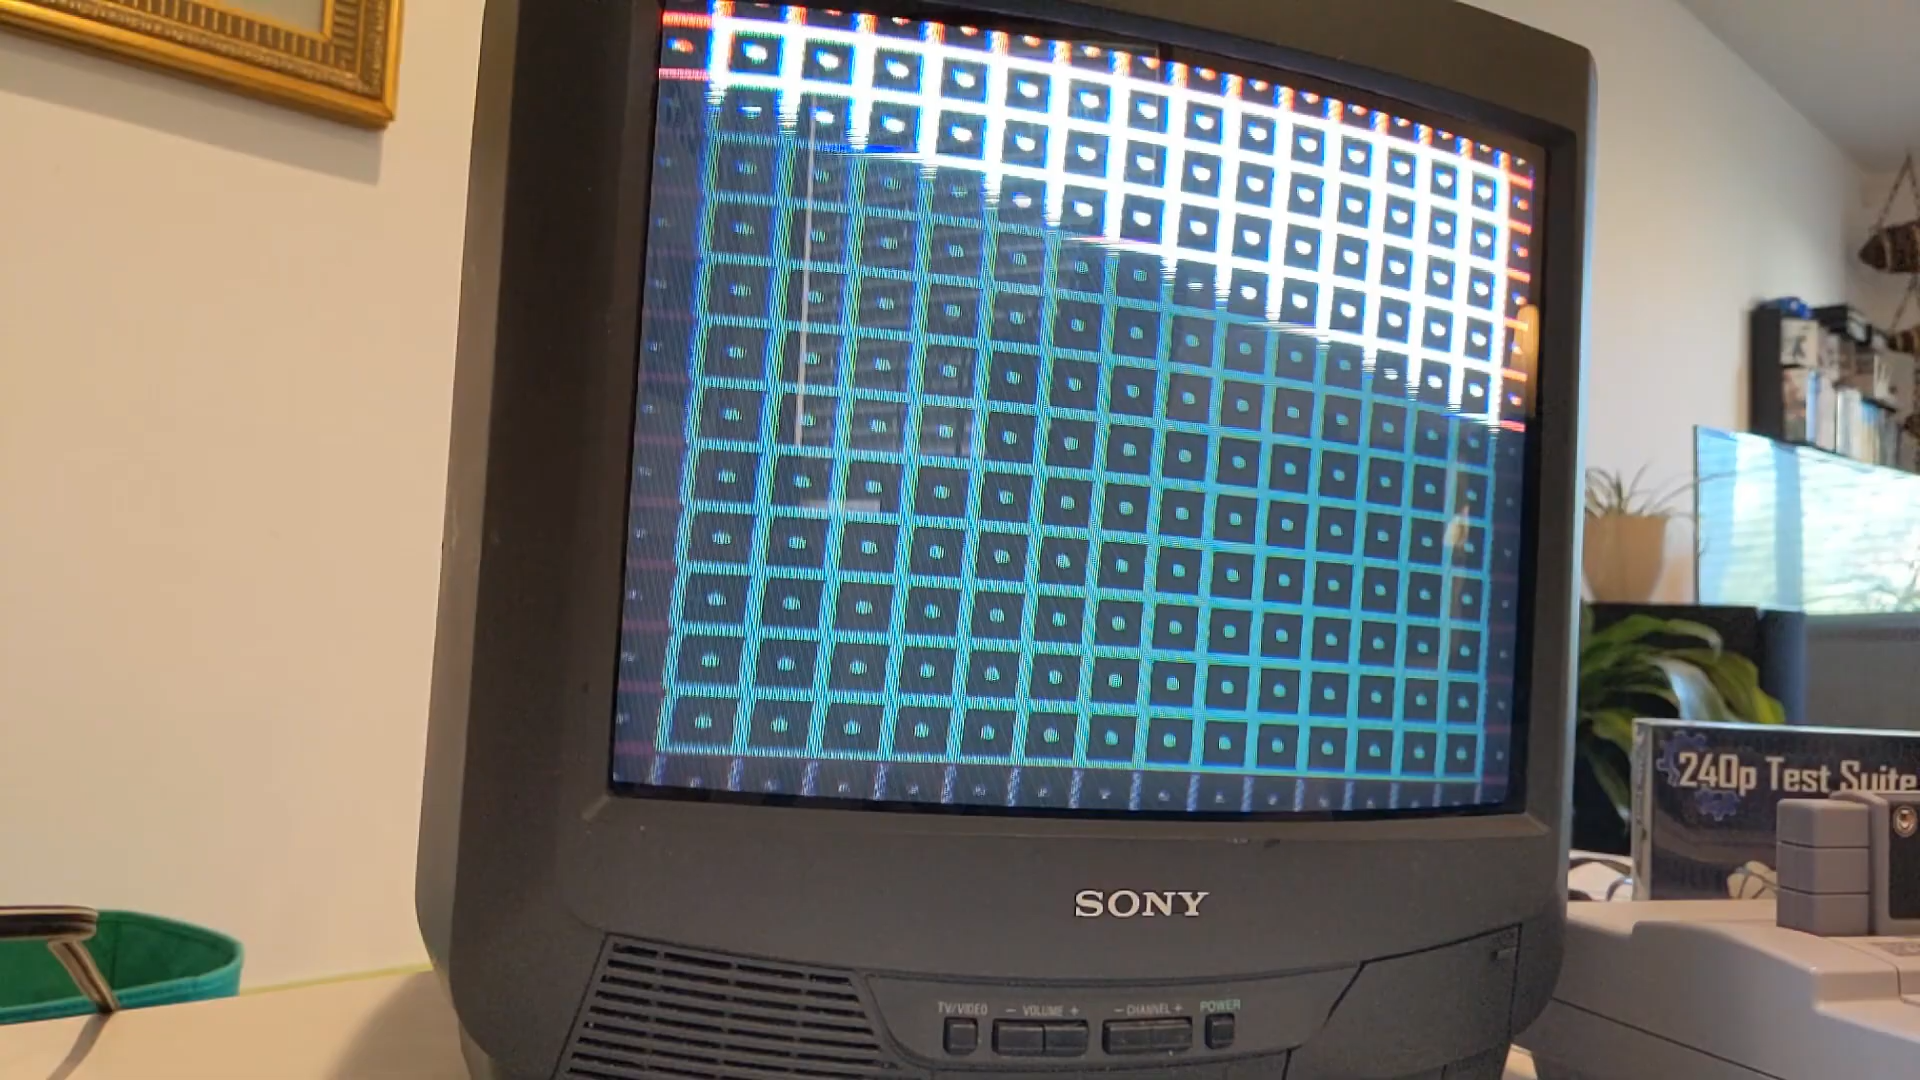 240p Test Suite
SONY
TV/VIDEO
- VOLUME +
- CHANNEL +
POWER